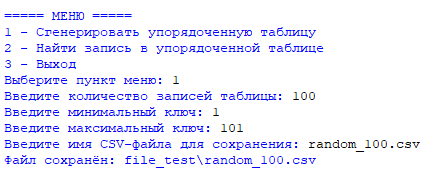 ===== МЕНЮ =====
1 - Сгенерировать упорядоченную таблицу
2 - Найти запись в упорядоченной таблице
3 - Выход
Выберите пункт меню: 1
Введите количество записей таблицы: 100
Введите минимальный ключ: 1
Введите максимальный ключ: 101
Введите имя CSV-файла для сохранения: random_100.csv
Файл сохранён: file_test\random_100.csv